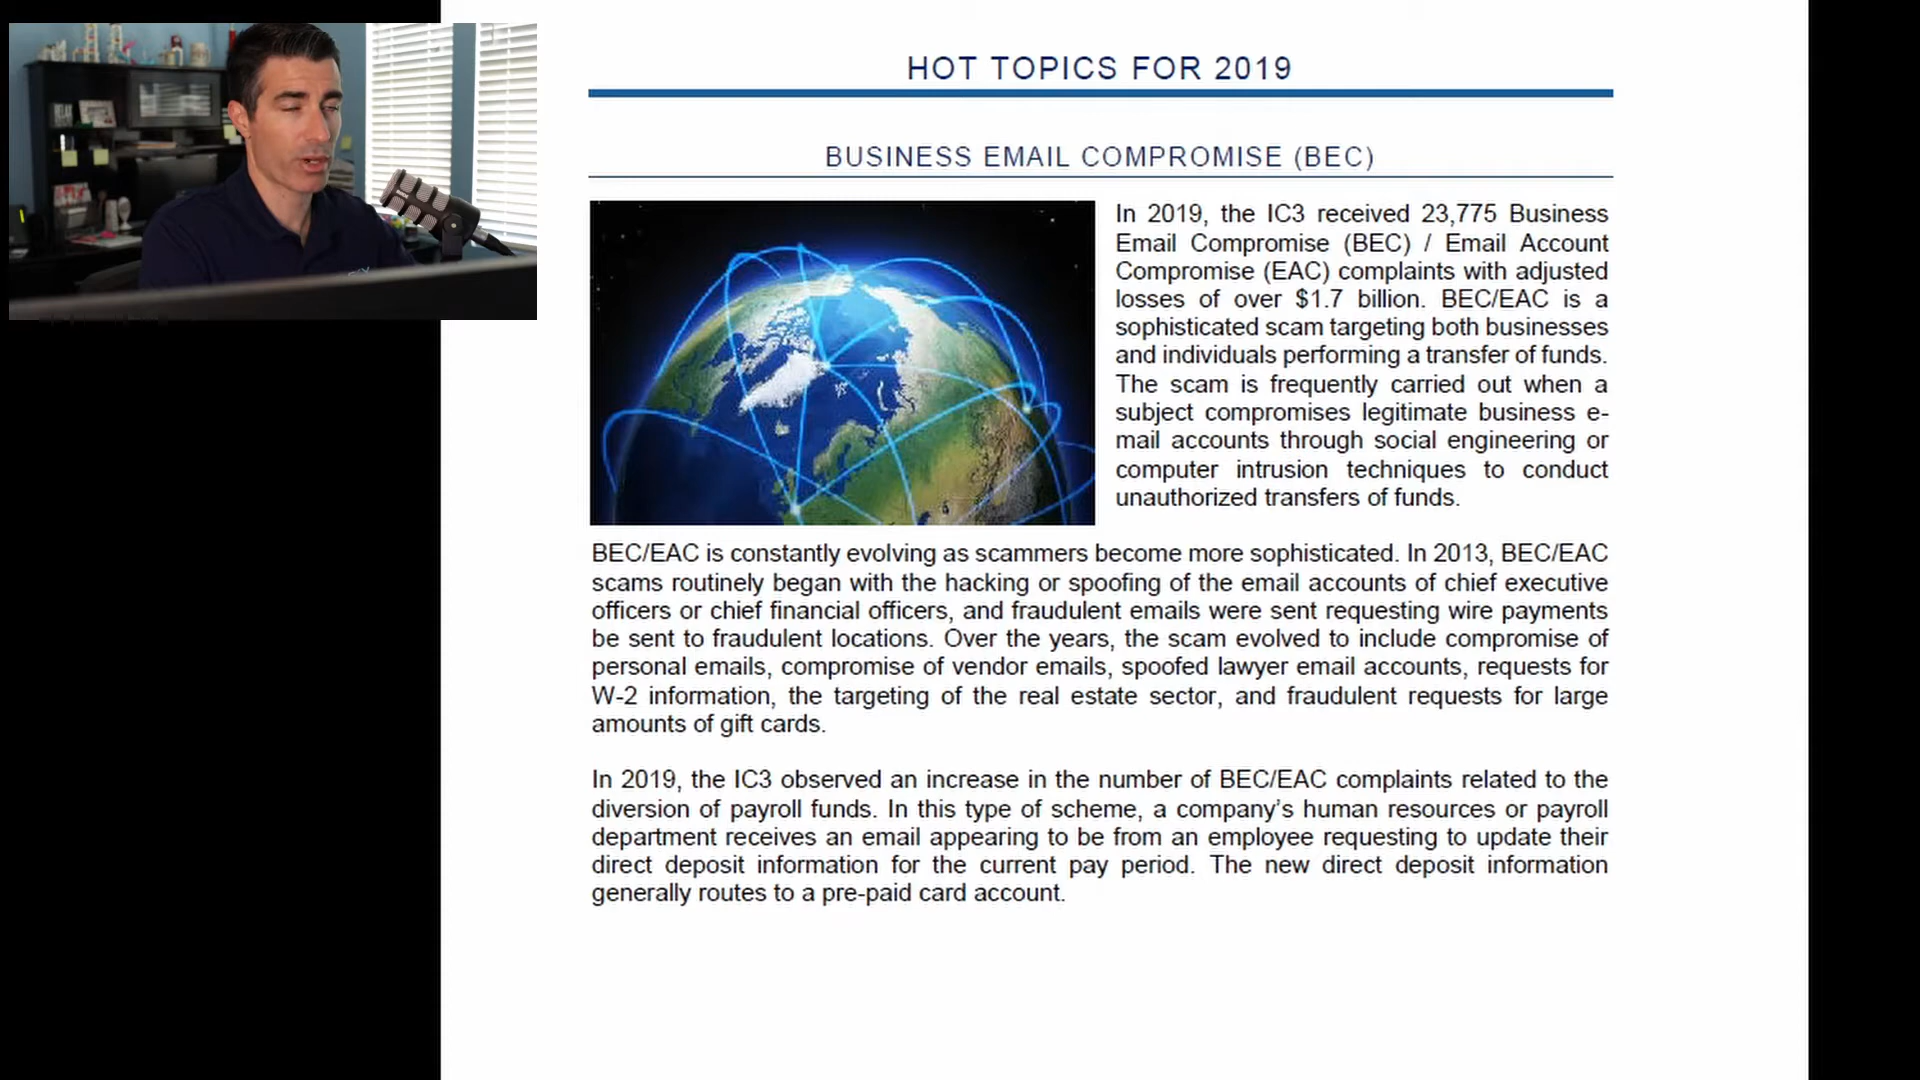 HOT TOPICS FOR 2019
BUSINESS EMAIL COMPROMISE (BEC)
In 2019, the IC3 received 23,775 Business
Email Compromise (BEC) / Email Account
Compromise (EAC) complaints with adjusted
losses of over $1.7 billion. BEC/EAC is a
sophisticated scam targeting both businesses
and individuals performing a transfer of funds.
The scam is frequently carried out when a
subject compromises legitimate business e-
mail accounts through social engineering or
computer intrusion techniques to conduct
unauthorized transfers of funds.
BEC/EAC is constantly evolving as scammers become more sophisticated. In 2013, BEC/EAC
scams routinely began with the hacking or spoofing of the email accounts of chief executive
officers or chief financial officers, and fraudulent emails were sent requesting wire payments
be sent to fraudulent locations. Over the years, the scam evolved to include compromise of
personal emails, compromise of vendor emails, spoofed lawyer email accounts, requests for
W-2 information, the targeting of the real estate sector, and fraudulent requests for large
amounts of gift cards.
In 2019, the IC3 observed an increase in the number of BEC/EAC complaints related to the
diversion of payroll funds. In this type of scheme, a company’s human resources or payroll
department receives an email appearing to be from an employee requesting to update their
direct deposit information for the current pay period. The new direct deposit information
generally routes to a pre-paid card account.